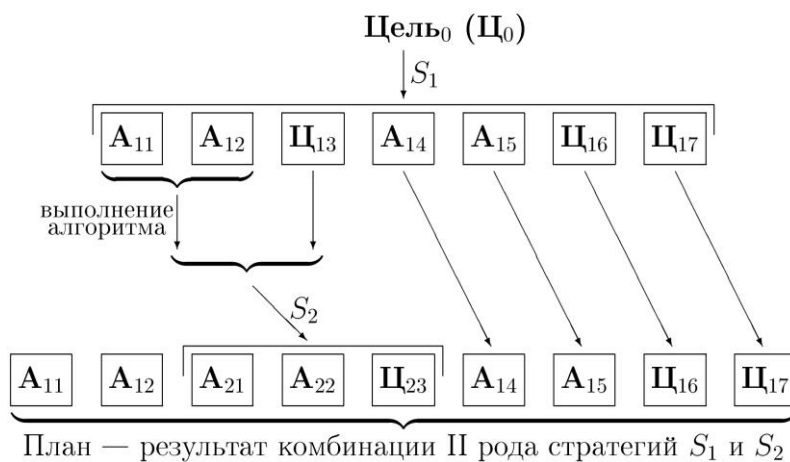 Цель₀ (Ц₀)
S₁
А₁₁ А₁₂ Ц₁₃ А₁₄ А₁₅ Ц₁₆ Ц₁₇
выполнение
алгоритма
S₂
А₁₁ А₁₂ А₂₁ А₂₂ Ц₂₃ А₁₄ А₁₅ Ц₁₆ Ц₁₇
План — результат комбинации II рода стратегий S₁ и S₂